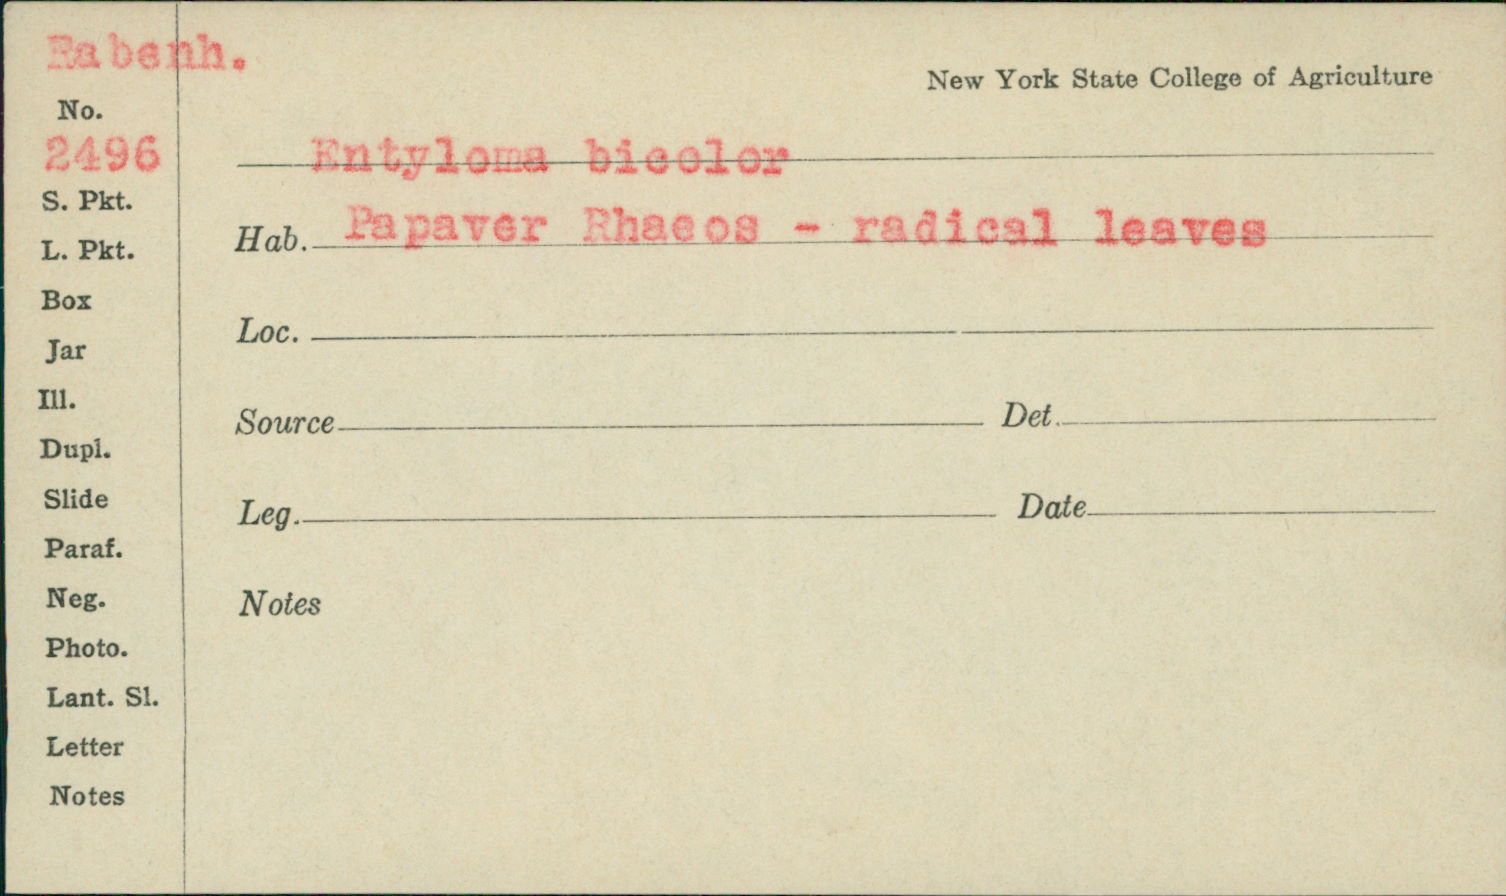 Rabenh.
New York State College of Agriculture
No.
2496
Entyloma bicolor
S. Pkt.
Hab. Papaver Rhaeos - radical leaves
L. Pkt.
Box
Loc.
Jar
Ill.
Source Det.
Dupl.
Slide
Leg. Date
Paraf.
Neg.
Notes
Photo.
Lant. Sl.
Letter
Notes